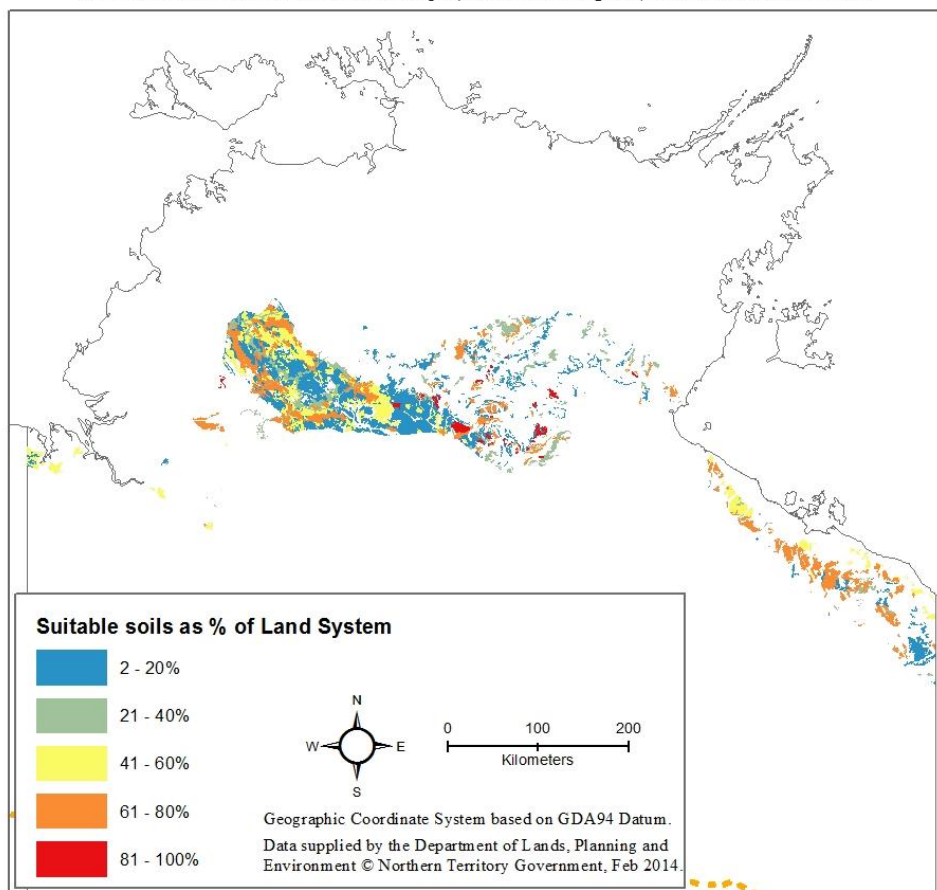 Suitable soils as % of Land System
2 - 20%
21 - 40%
41 - 60%
61 - 80%
81 - 100%
N
W E
S
0 100 200
Kilometers
Geographic Coordinate System based on GDA94 Datum.
Data supplied by the Department of Lands, Planning and
Environment © Northern Territory Government, Feb 2014.